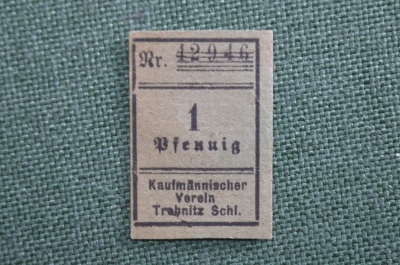 Nr. 42946
1
Pfennig
Kaufmännischer
Verein
Trebnitz Schl.